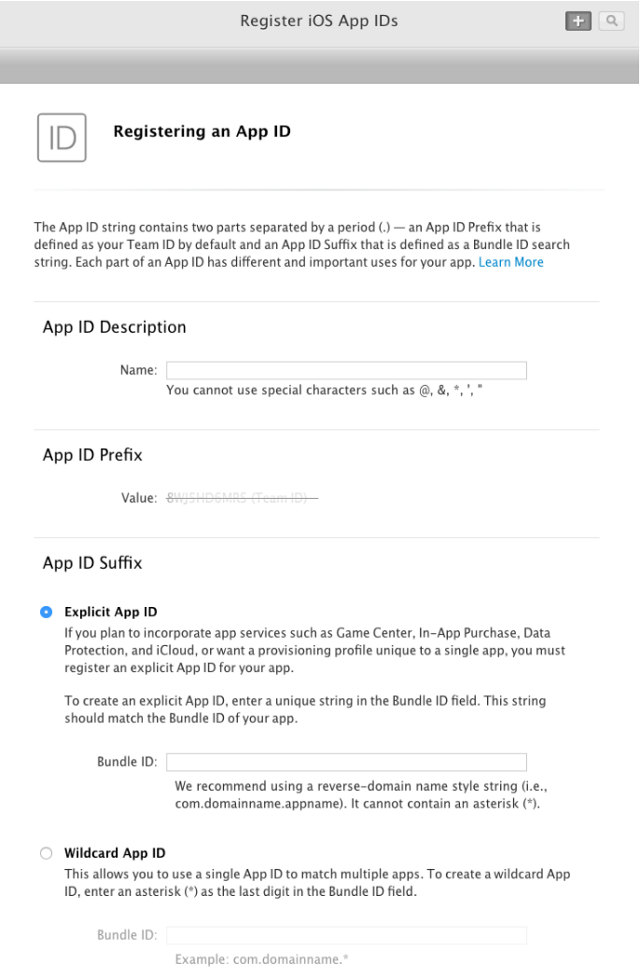 Register iOS App IDs
ID
Registering an App ID
The App ID string contains two parts separated by a period (.) — an App ID Prefix that is
defined as your Team ID by default and an App ID Suffix that is defined as a Bundle ID search
string. Each part of an App ID has different and important uses for your app. Learn More
App ID Description
Name:
You cannot use special characters such as @, &, *, ', "
App ID Prefix
Value: (Team ID)
App ID Suffix
Explicit App ID
If you plan to incorporate app services such as Game Center, In-App Purchase, Data
Protection, and iCloud, or want a provisioning profile unique to a single app, you must
register an explicit App ID for your app.
To create an explicit App ID, enter a unique string in the Bundle ID field. This string
should match the Bundle ID of your app.
Bundle ID:
We recommend using a reverse-domain name style string (i.e.,
com.domainname.appname). It cannot contain an asterisk (*).
Wildcard App ID
This allows you to use a single App ID to match multiple apps. To create a wildcard App
ID, enter an asterisk (*) as the last digit in the Bundle ID field.
Bundle ID:
Example: com.domainname.*